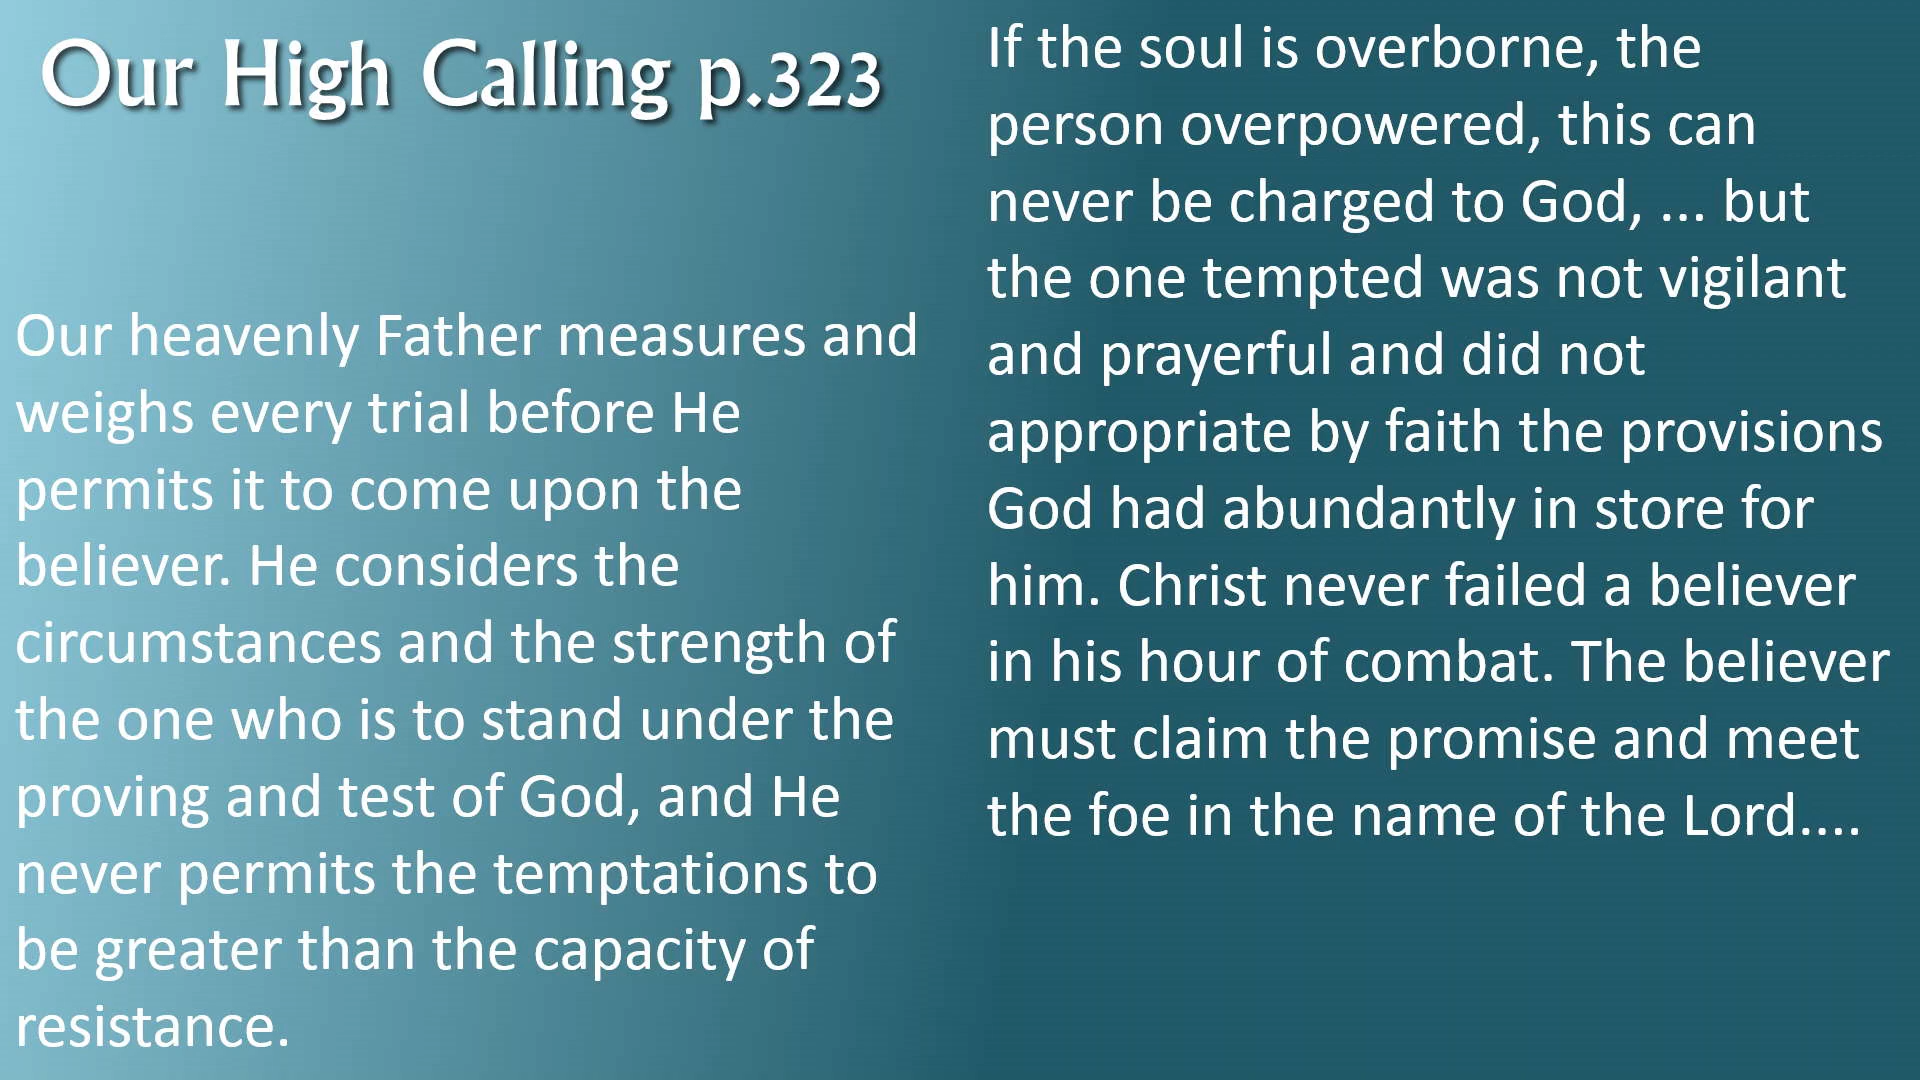 Our High Calling p.323
Our heavenly Father measures and
weighs every trial before He
permits it to come upon the
believer. He considers the
circumstances and the strength of
the one who is to stand under the
proving and test of God, and He
never permits the temptations to
be greater than the capacity of
resistance.
If the soul is overborne, the
person overpowered, this can
never be charged to God, ... but
the one tempted was not vigilant
and prayerful and did not
appropriate by faith the provisions
God had abundantly in store for
him. Christ never failed a believer
in his hour of combat. The believer
must claim the promise and meet
the foe in the name of the Lord....